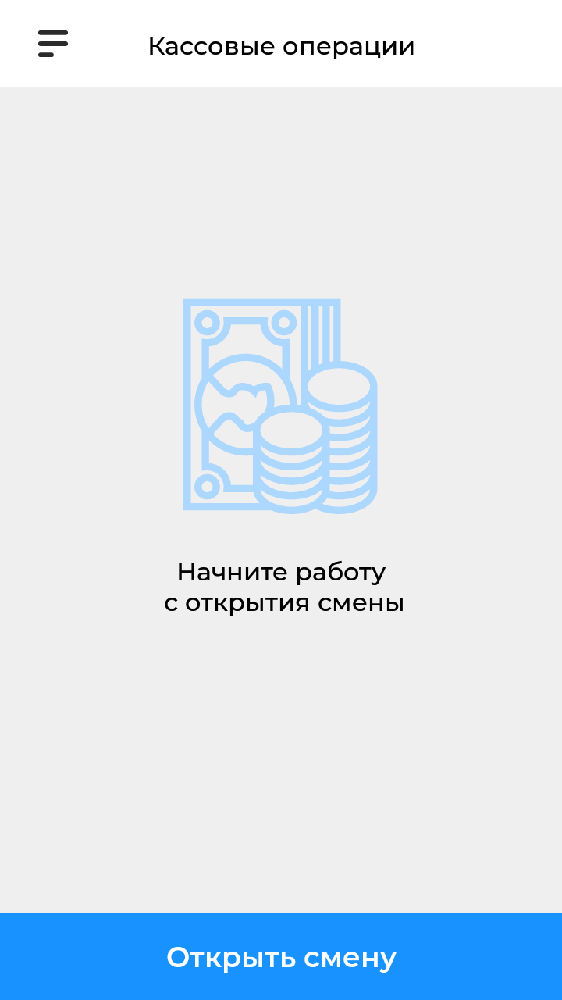 Кассовые операции
Начните работу
с открытия смены
Открыть смену